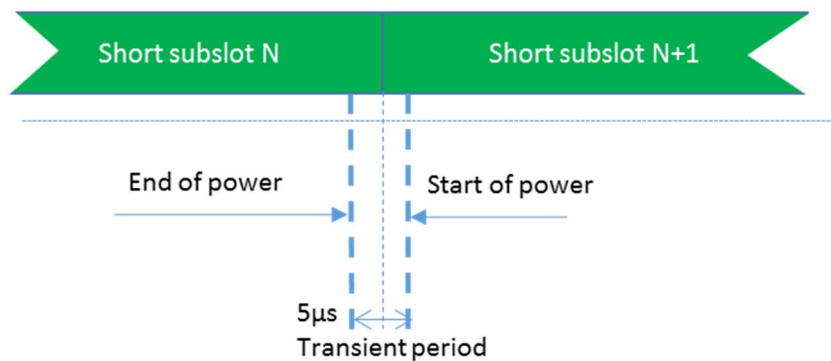 Short subslot N
Short subslot N+1
End of power
Start of power
5µs
Transient period